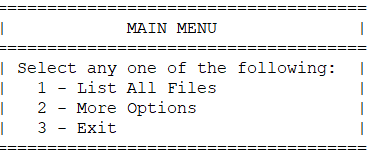 =====================================
| MAIN MENU |
=====================================
| Select any one of the following: |
| 1 - List All Files |
| 2 - More Options |
| 3 - Exit |
=====================================